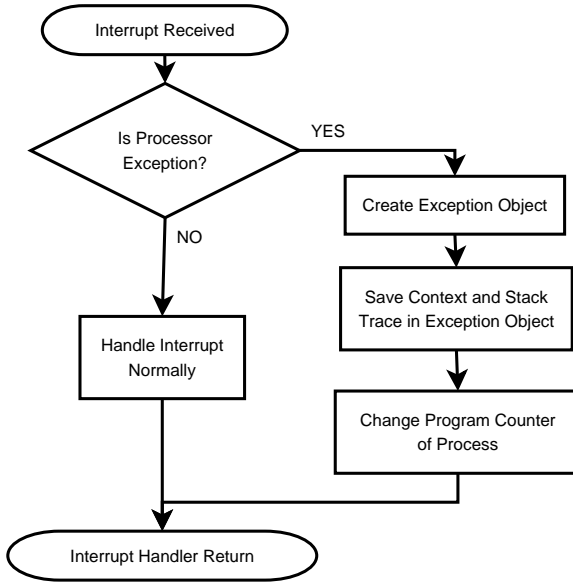 Interrupt Received
Is Processor
Exception?
YES
Create Exception Object
NO
Save Context and Stack
Trace in Exception Object
Handle Interrupt
Normally
Change Program Counter
of Process
Interrupt Handler Return